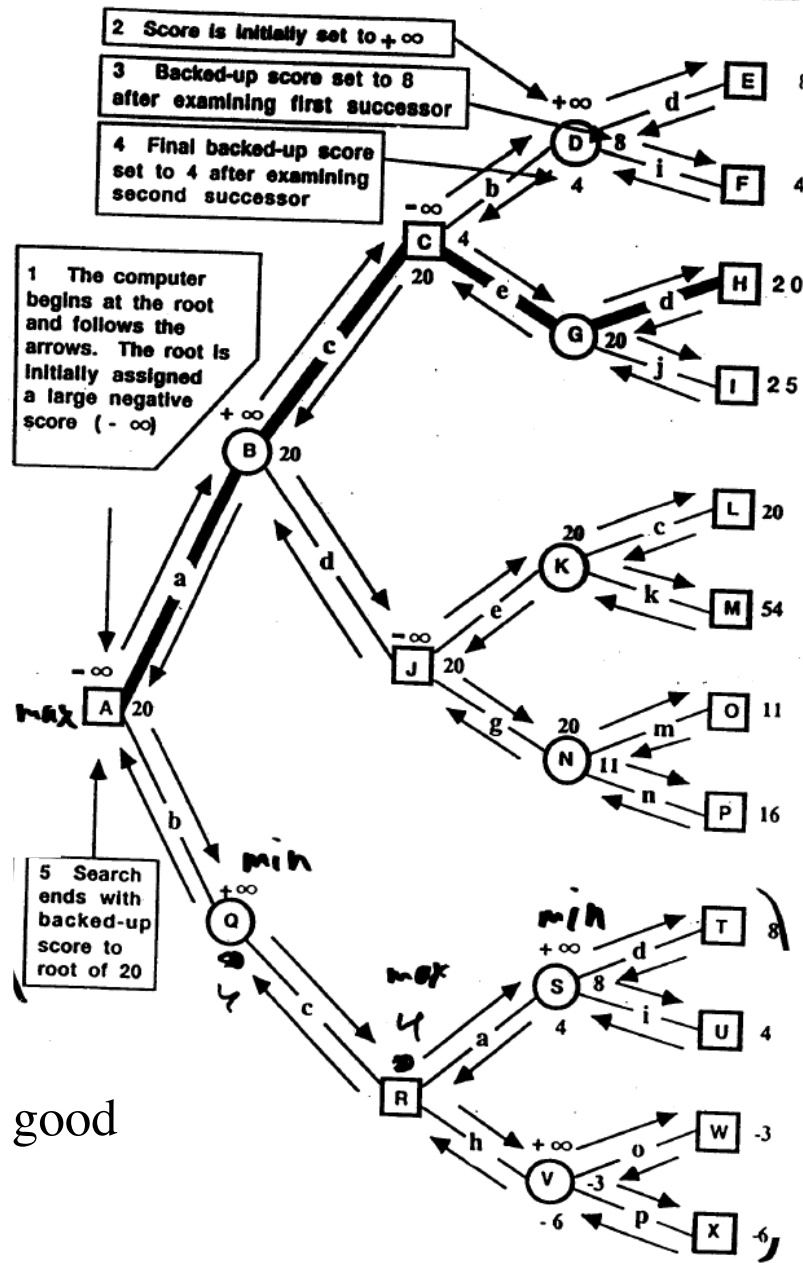 2 Score is initially set to +∞
3 Backed-up score set to 8
after examining first successor
4 Final backed-up score
set to 4 after examining
second successor
1 The computer
begins at the root
and follows the
arrows. The root is
initially assigned
a large negative
score ( - ∞)
+∞
D
8
4
d
E
8
i
F
4
b
-∞
C
4
20
e
G
20
d
H
20
j
I
25
c
+∞
B
20
a
d
20
K
c
L
20
k
M
54
e
-∞
J
20
g
20
N
11
m
O
11
n
P
16
-∞
max
A
20
b
5 Search
ends with
backed-up
score to
root of 20
min
+∞
Q
4
c
max
4
R
a
min
+∞
S
8
4
d
T
8
i
U
4
h
+∞
V
-3
-6
o
W
-3
p
X
-6
good